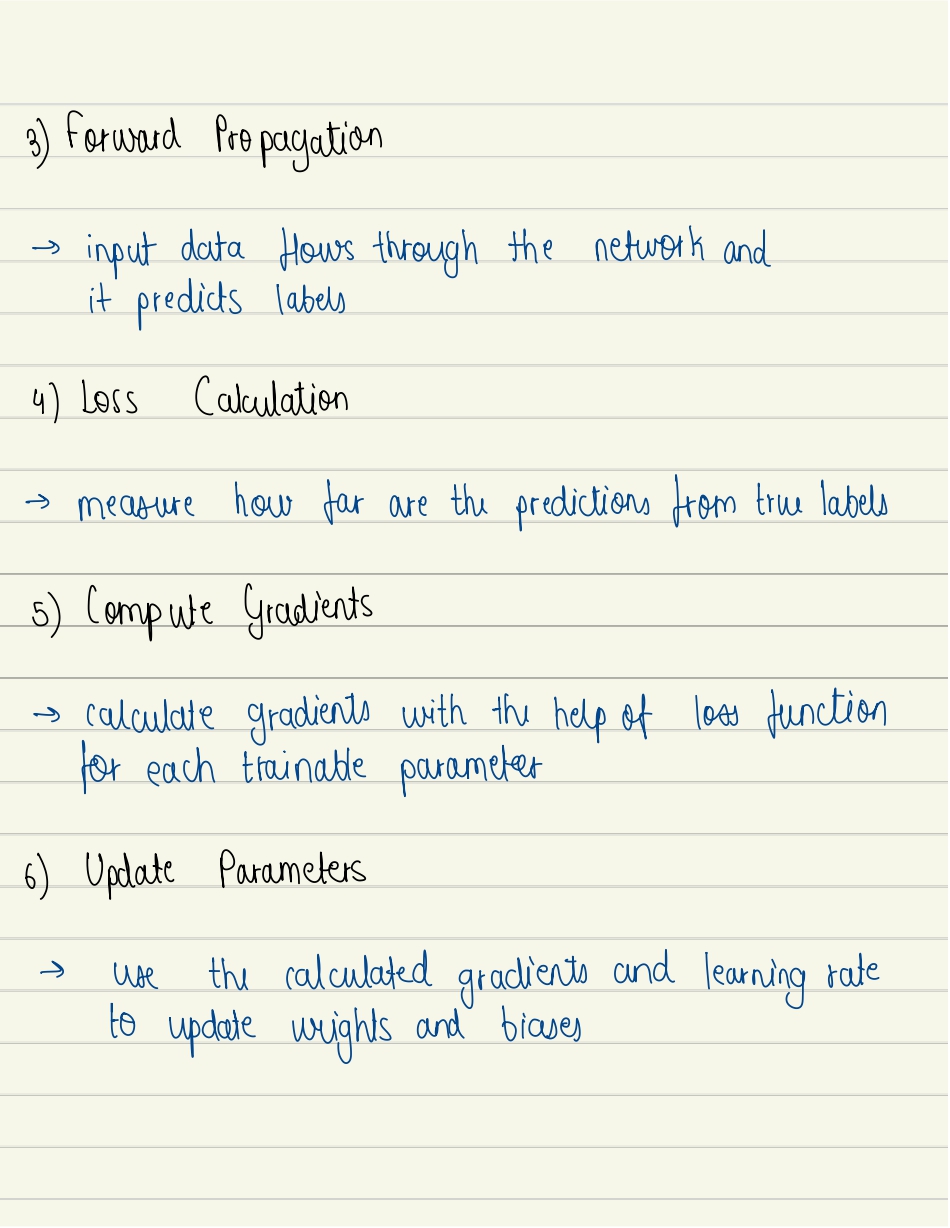 3) Forward Propagation
→ input data flows through the network and
it predicts labels
4) Loss Calculation
→ measure how far are the predictions from true labels
5) Compute Gradients
→ calculate gradients with the help of loss function
for each trainable parameter
6) Update Parameters
→ use the calculated gradients and learning rate
to update wrights and biases